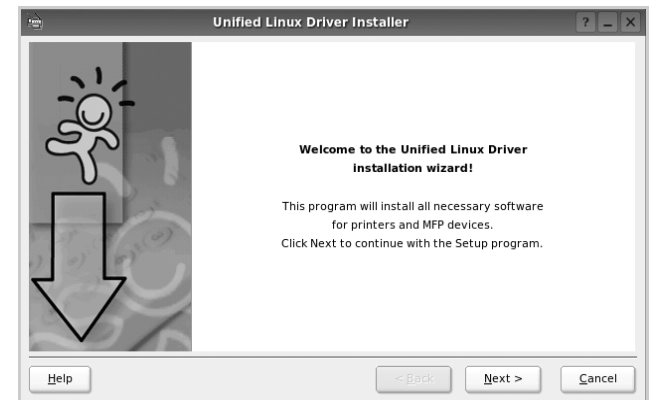 Unified Linux Driver Installer
?
Welcome to the Unified Linux Driver
installation wizard!
This program will install all necessary software
for printers and MFP devices.
Click Next to continue with the Setup program.
Help
< Back
Next >
Cancel